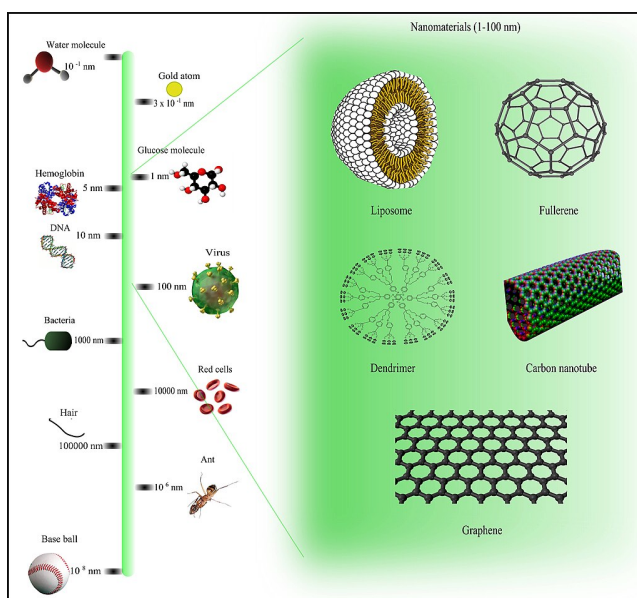 Nanomaterials (1-100 nm)
Water molecule
10⁻¹ nm
Gold atom
3 x 10⁻¹ nm
Glucose molecule
1 nm
Hemoglobin
5 nm
DNA
10 nm
Virus
100 nm
Bacteria
1000 nm
Red cells
10000 nm
Hair
100000 nm
Ant
10⁶ nm
Base ball
10⁸ nm
Liposome
Fullerene
Dendrimer
Carbon nanotube
Graphene